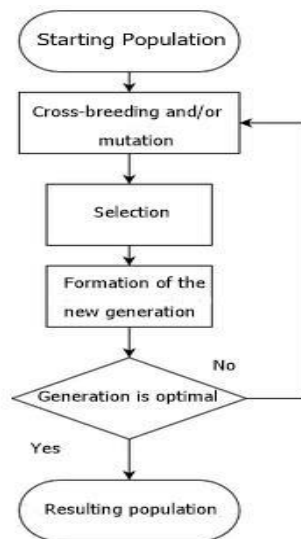 Starting Population
Cross-breeding and/or
mutation
Selection
Formation of the
new generation
No
Generation is optimal
Yes
Resulting population